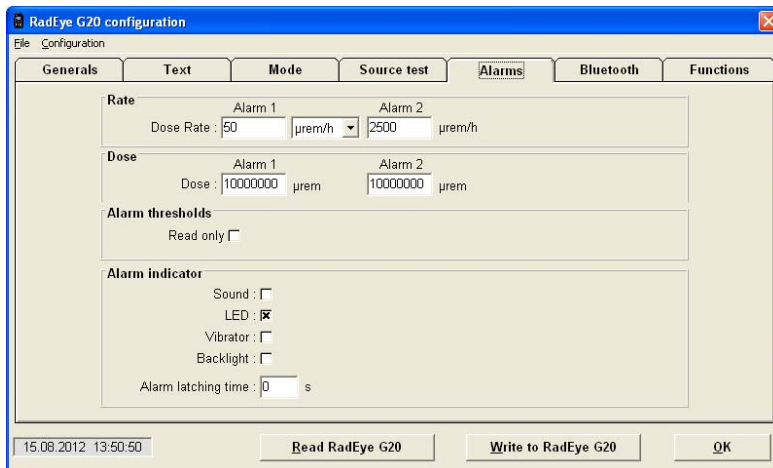 RadEye G20 configuration
File Configuration
Generals Text Mode Source test Alarms Bluetooth Functions
Rate
Alarm 1 Alarm 2
Dose Rate : 50 µrem/h 2500 µrem/h
Dose
Alarm 1 Alarm 2
Dose : 10000000 µrem 10000000 µrem
Alarm thresholds
Read only
Alarm indicator
Sound :
LED :
Vibrator :
Backlight :
Alarm latching time : 0 s
15.08.2012 13:50:50 Read RadEye G20 Write to RadEye G20 OK